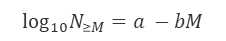 log₁₀N≥M = a − bM